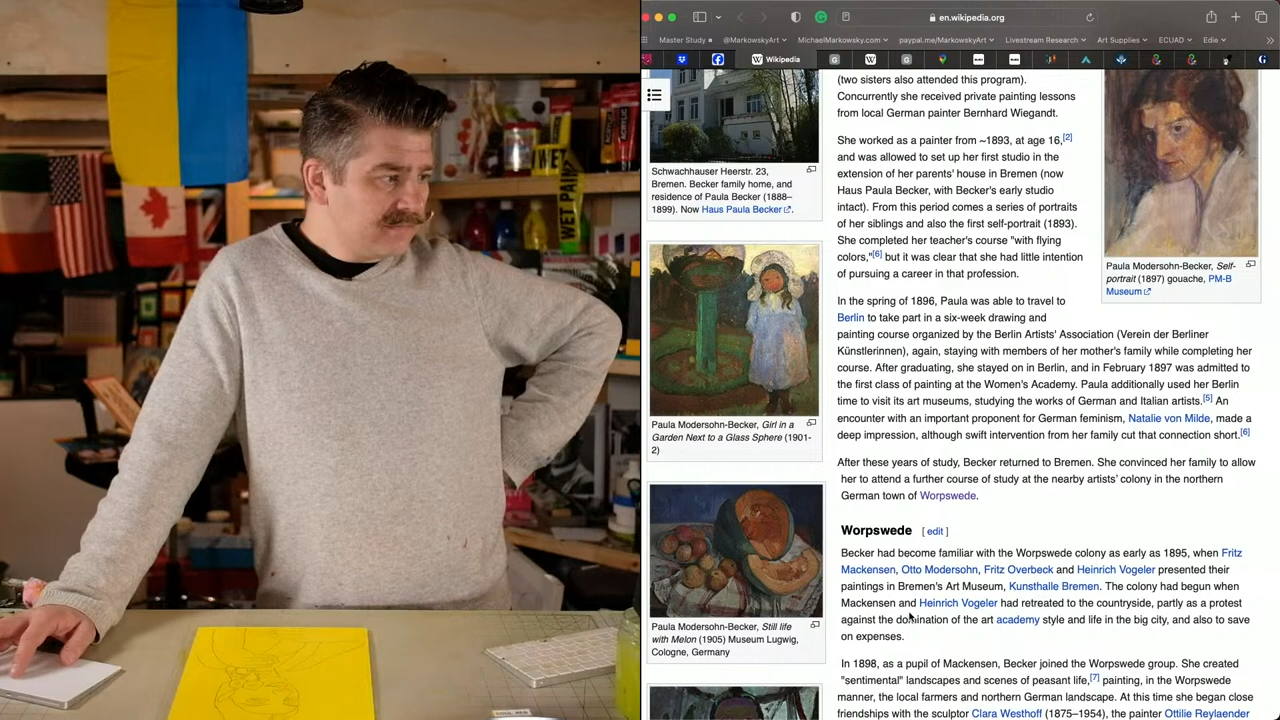 en.wikipedia.org
Master Study
@MarkowskyArt
MichaelMarkowsky.com
paypal.me/MarkowskyArt
Livestream Research
Art Supplies
ECUAD
Edie
Wikipedia
(two sisters also attended this program).
Concurrently she received private painting lessons
from local German painter Bernhard Wiegandt.
She worked as a painter from ~1893, at age 16,[2]
and was allowed to set up her first studio in the
extension of her parents' house in Bremen (now
Haus Paula Becker, with Becker's early studio
intact). From this period comes a series of portraits
of her siblings and also the first self-portrait (1893).
She completed her teacher's course "with flying
colors,"[6] but it was clear that she had little intention
of pursuing a career in that profession.
In the spring of 1896, Paula was able to travel to
Berlin to take part in a six-week drawing and
painting course organized by the Berlin Artists' Association (Verein der Berliner
Künstlerinnen), again, staying with members of her mother's family while completing her
course. After graduating, she stayed on in Berlin, and in February 1897 was admitted to
the first class of painting at the Women's Academy. Paula additionally used her Berlin
time to visit its art museums, studying the works of German and Italian artists.[5] An
encounter with an important proponent for German feminism, Natalie von Milde, made a
deep impression, although swift intervention from her family cut that connection short.[6]
After these years of study, Becker returned to Bremen. She convinced her family to allow
her to attend a further course of study at the nearby artists' colony in the northern
German town of Worpswede.
Worpswede [ edit ]
Becker had become familiar with the Worpswede colony as early as 1895, when Fritz
Mackensen, Otto Modersohn, Fritz Overbeck and Heinrich Vogeler presented their
paintings in Bremen's Art Museum, Kunsthalle Bremen. The colony had begun when
Mackensen and Heinrich Vogeler had retreated to the countryside, partly as a protest
against the domination of the art academy style and life in the big city, and also to save
on expenses.
In 1898, as a pupil of Mackensen, Becker joined the Worpswede group. She created
"sentimental" landscapes and scenes of peasant life,[7] painting, in the Worpswede
manner, the local farmers and northern German landscape. At this time she began close
friendships with the sculptor Clara Westhoff (1875–1954), the painter Ottilie Reylaender
Schwachhauser Heerstr. 23,
Bremen. Becker family home, and
residence of Paula Becker (1888–
1899). Now Haus Paula Becker.
Paula Modersohn-Becker, Girl in a
Garden Next to a Glass Sphere (1901-
2)
Paula Modersohn-Becker, Still life
with Melon (1905) Museum Lugwig,
Cologne, Germany
Paula Modersohn-Becker, Self-
portrait (1897) gouache, PM-B
Museum
WET PAINT